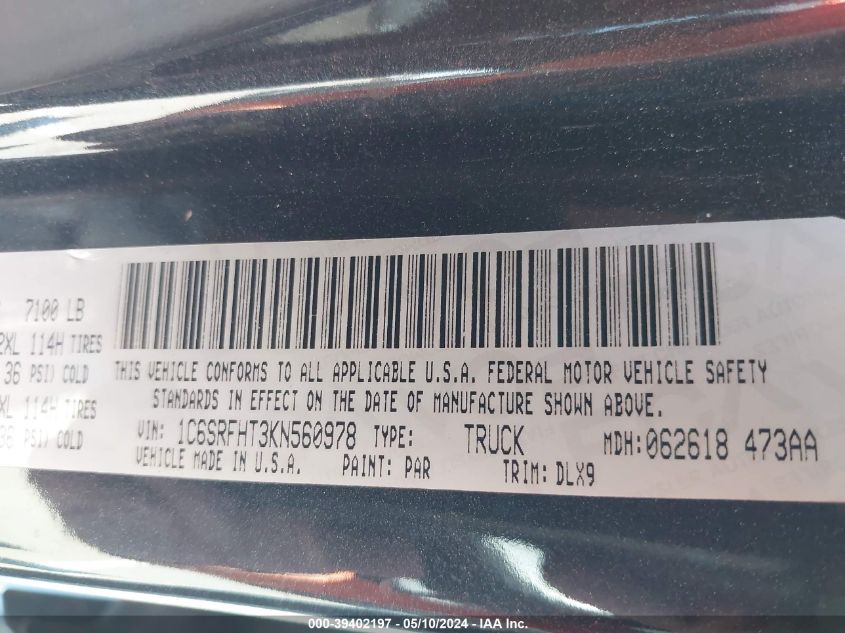 7100 LB
THIS VEHICLE CONFORMS TO ALL APPLICABLE U.S.A. FEDERAL MOTOR VEHICLE SAFETY
STANDARDS IN EFFECT ON THE DATE OF MANUFACTURE SHOWN ABOVE.
2XL 114H TIRES
36 PSI) COLD
XL 114H TIRES
36 PSI) COLD
VIN: 1C6SRFHT3KN560978 TYPE: TRUCK MDH: 062618 473AA
VEHICLE MADE IN U.S.A. PAINT: PAR TRIM: DLX9
000-39402197 - 05/10/2024 - IAA Inc.